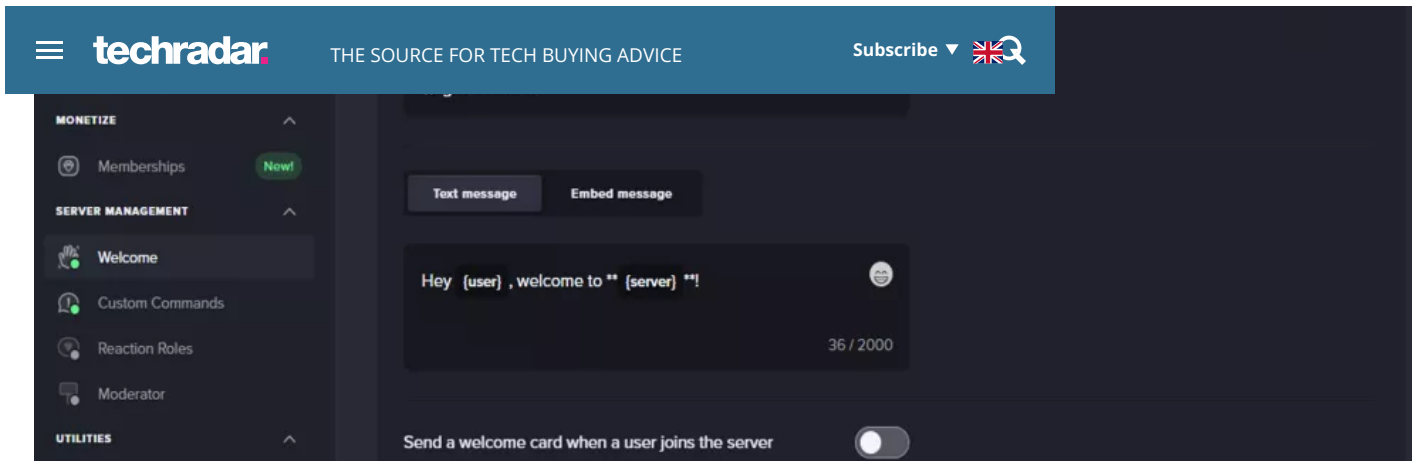 techradar.
THE SOURCE FOR TECH BUYING ADVICE
Subscribe
MONETIZE
Memberships
New!
SERVER MANAGEMENT
Welcome
Custom Commands
Reaction Roles
Moderator
UTILITIES
Text message
Embed message
Hey {user} , welcome to ** {server} **!
36 / 2000
Send a welcome card when a user joins the server